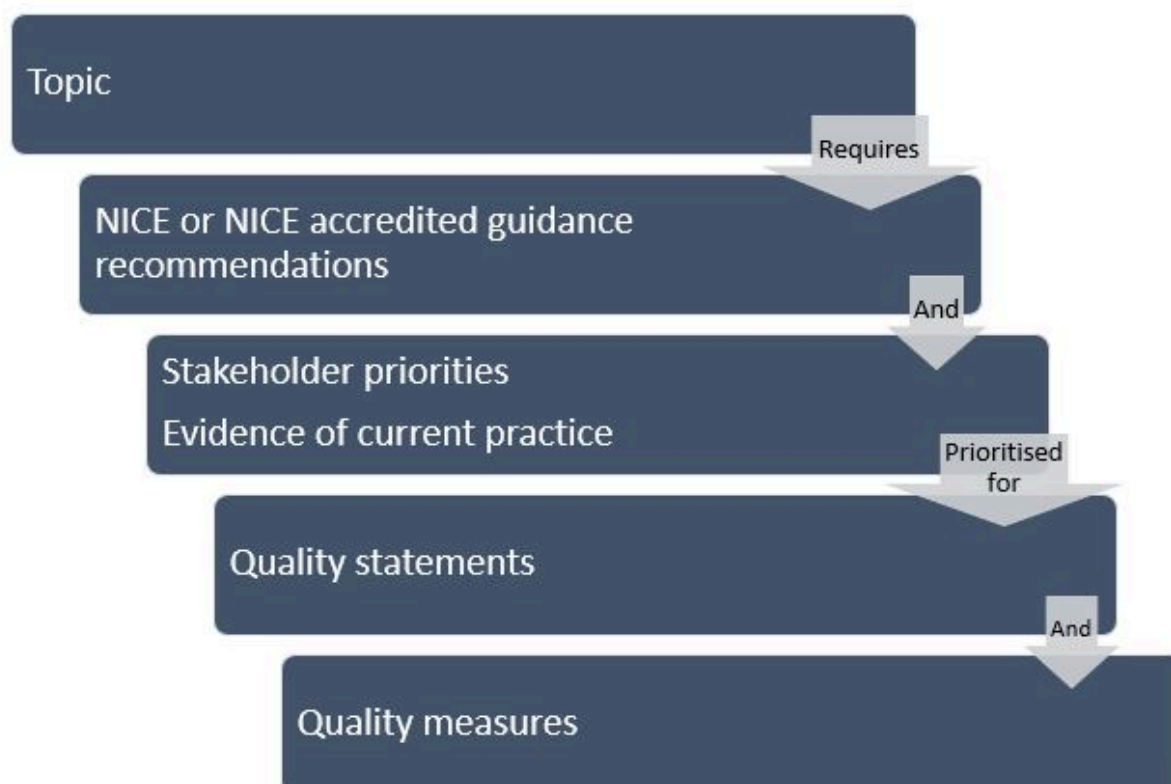 Topic
Requires
NICE or NICE accredited guidance
recommendations
And
Stakeholder priorities
Evidence of current practice
Prioritised
for
Quality statements
And
Quality measures